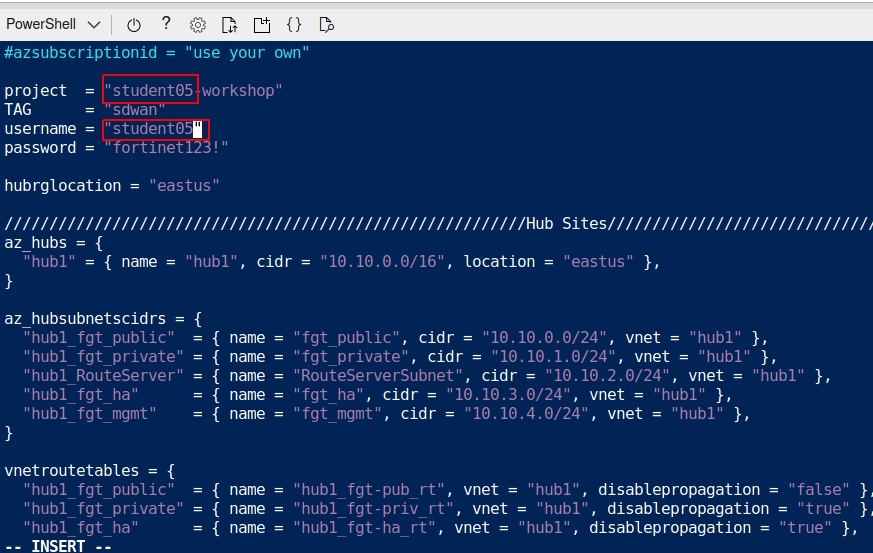 PowerShell ? {}
#azsubscriptionid = "use your own"
project = "student05-workshop"
TAG = "sdwan"
username = "student05"
password = "fortinet123!"
hubrglocation = "eastus"
//////////////////////////////////////////////////////////Hub Sites//////////////////////////////
az_hubs = {
"hub1" = { name = "hub1", cidr = "10.10.0.0/16", location = "eastus" },
}
az_hubsubnetscidrs = {
"hub1_fgt_public" = { name = "fgt_public", cidr = "10.10.0.0/24", vnet = "hub1" },
"hub1_fgt_private" = { name = "fgt_private", cidr = "10.10.1.0/24", vnet = "hub1" },
"hub1_RouteServer" = { name = "RouteServerSubnet", cidr = "10.10.2.0/24", vnet = "hub1" },
"hub1_fgt_ha" = { name = "fgt_ha", cidr = "10.10.3.0/24", vnet = "hub1" },
"hub1_fgt_mgmt" = { name = "fgt_mgmt", cidr = "10.10.4.0/24", vnet = "hub1" },
}
vnetroutetables = {
"hub1_fgt_public" = { name = "hub1_fgt-pub_rt", vnet = "hub1", disablepropagation = "false" },
"hub1_fgt_private" = { name = "hub1_fgt-priv_rt", vnet = "hub1", disablepropagation = "true" },
"hub1_fgt_ha" = { name = "hub1_fgt-ha_rt", vnet = "hub1", disablepropagation = "true" },
-- INSERT --